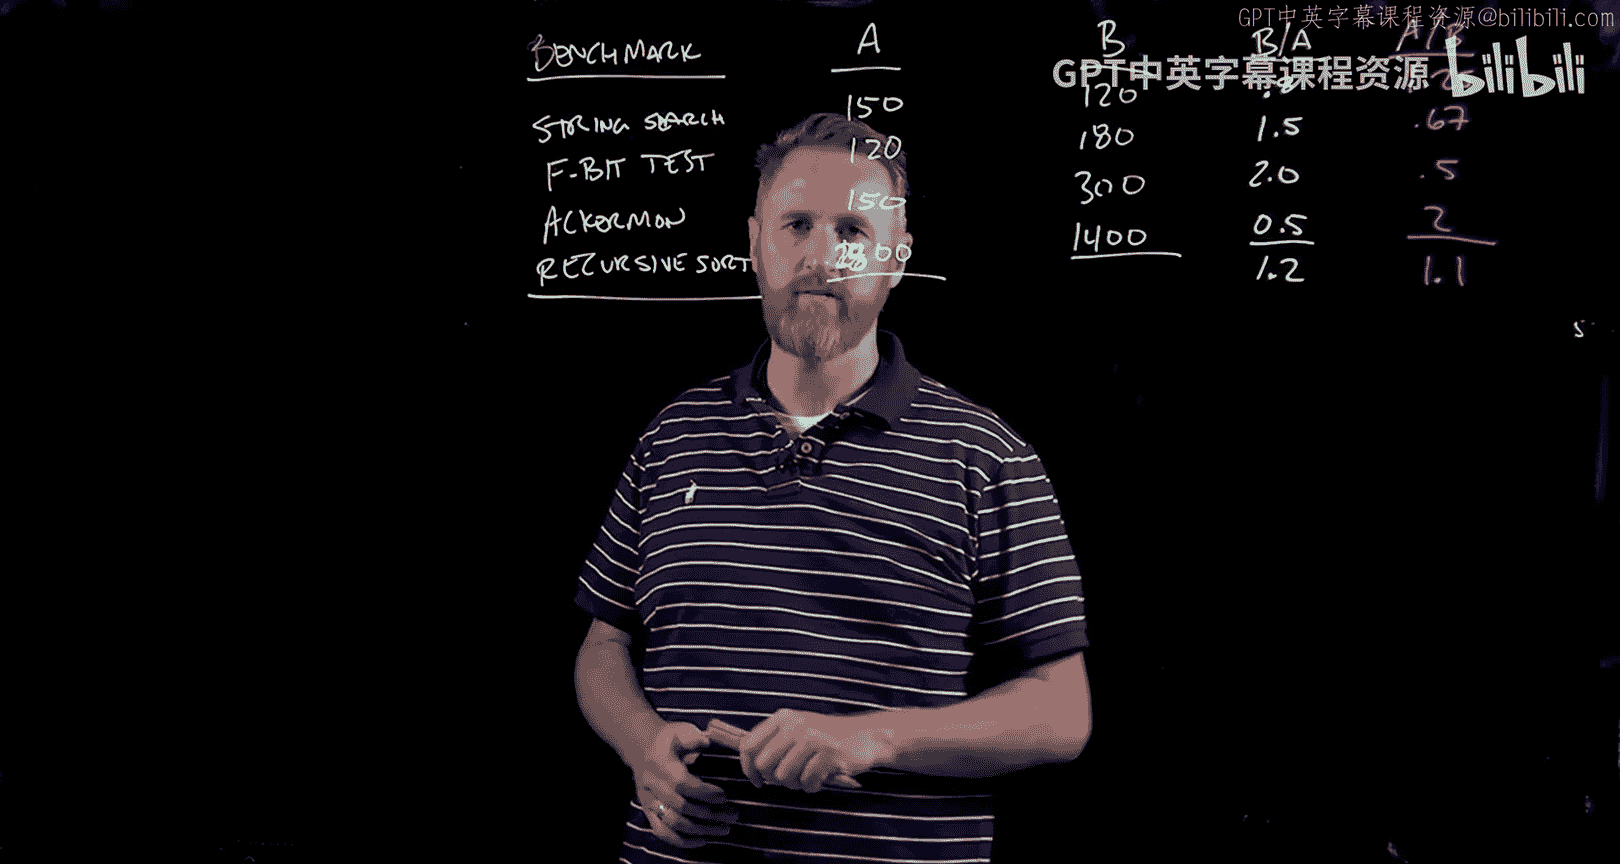 GPT中英字幕课程资源@bilibili.com
GPT中英字幕课程资源 bilibili
BENCHMARK A B B/A A/B
STRING SEARCH 150 120
F-BIT TEST 120 180 1.5 .67
ACKERMON 150 300 2.0 .5
RECURSIVE SORT 1400 0.5 2
1.2 1.1